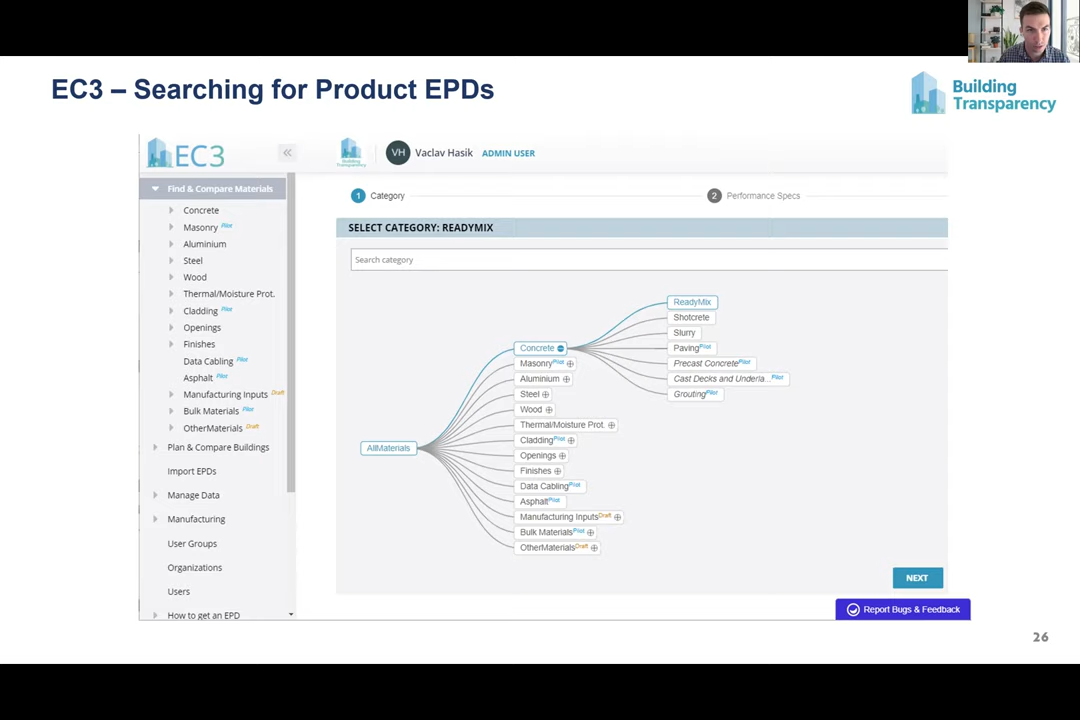 EC3 – Searching for Product EPDs
Building
Transparency
EC3
Building
Transparency
VH Vaclav Hasik ADMIN USER
Find & Compare Materials
Concrete
Masonry Pilot
Aluminium
Steel
Wood
Thermal/Moisture Prot.
Cladding Pilot
Openings
Finishes
Data Cabling Pilot
Asphalt Pilot
Manufacturing Inputs Draft
Bulk Materials Pilot
OtherMaterials Draft
Plan & Compare Buildings
Import EPDs
Manage Data
Manufacturing
User Groups
Organizations
Users
How to get an EPD
1 Category
2 Performance Specs
SELECT CATEGORY: READYMIX
Search category
AllMaterials
Concrete
Masonry Pilot
Aluminium
Steel
Wood
Thermal/Moisture Prot.
Cladding Pilot
Openings
Finishes
Data Cabling Pilot
Asphalt Pilot
Manufacturing Inputs Draft
Bulk Materials Pilot
OtherMaterials Draft
ReadyMix
Shotcrete
Slurry
Paving Pilot
Precast Concrete Pilot
Cast Decks and Underla... Pilot
Grouting Pilot
NEXT
Report Bugs & Feedback
26